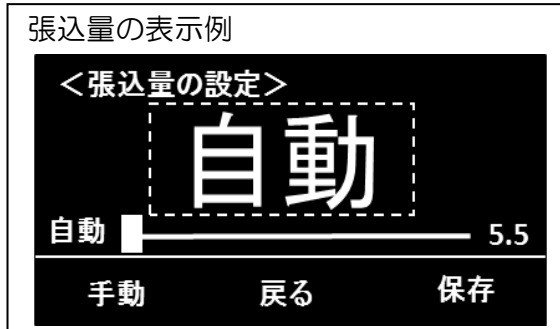 張込量の表示例
＜張込量の設定＞
自動
自動 5.5
手動 戻る 保存